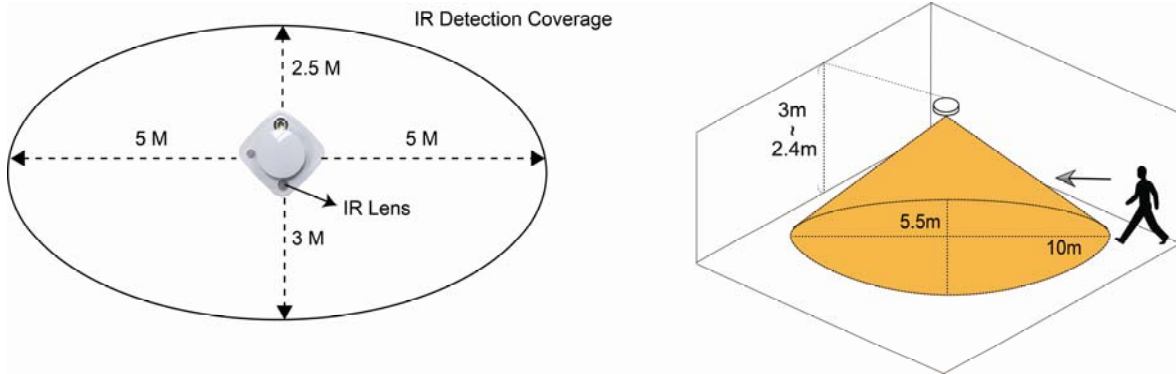 IR Detection Coverage
2.5 M
5 M
5 M
IR Lens
3 M
3m
~
2.4m
5.5m
10m